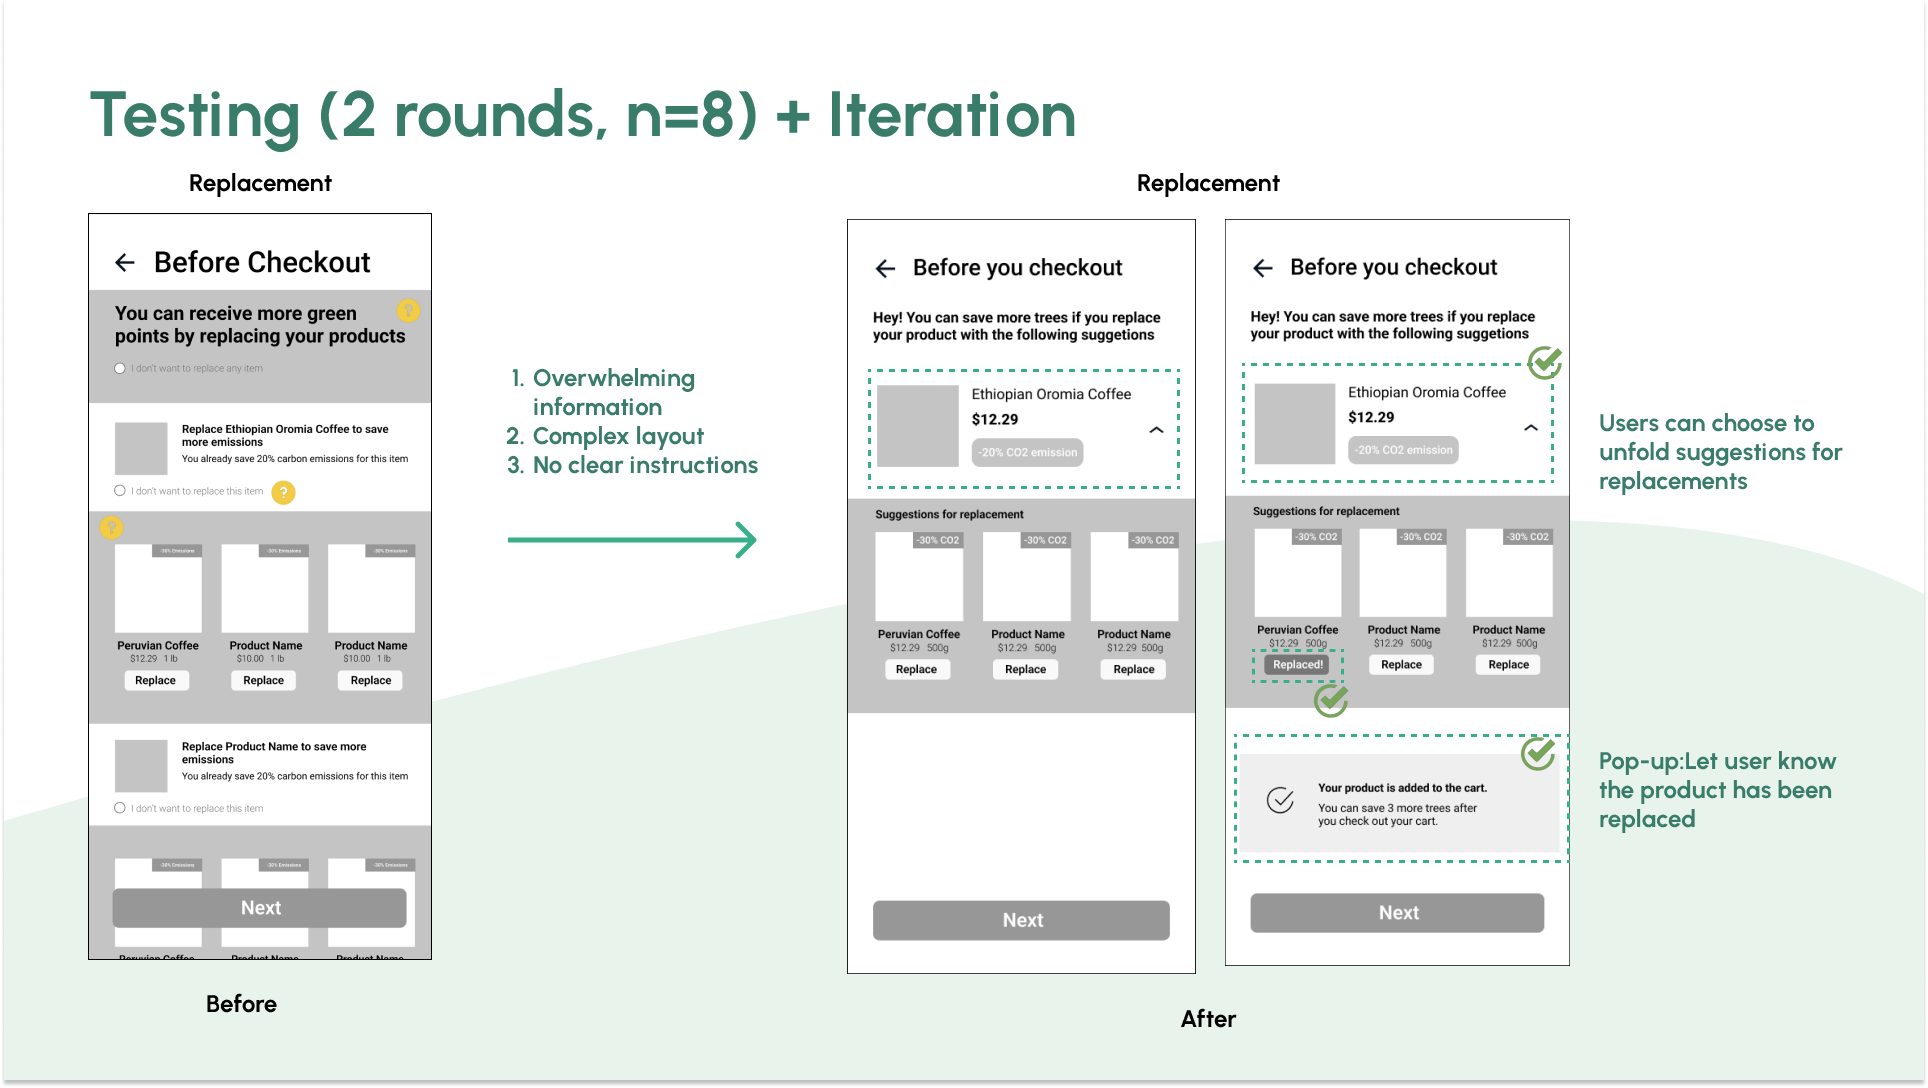 Testing (2 rounds, n=8) + Iteration
Replacement
Before Checkout
You can receive more green
points by replacing your products
?
I don't want to replace any item
Replace Ethiopian Oromia Coffee to save
more emissions
You already save 20% carbon emissions for this item
I don't want to replace this item
?
-30% Emissions
-30% Emissions
-30% Emissions
Peruvian Coffee
$12.29 1 lb
Replace
Product Name
$10.00 1 lb
Replace
Product Name
$10.00 1 lb
Replace
Replace Product Name to save more
emissions
You already save 20% carbon emissions for this item
I don't want to replace this item
-30% Emissions
-30% Emissions
-30% Emissions
Next
Peruvian Coffee
Product Name
Product Name
Before
1. Overwhelming
information
2. Complex layout
3. No clear instructions
Replacement
Before you checkout
Hey! You can save more trees if you replace
your product with the following suggetions
Ethiopian Oromia Coffee
$12.29
-20% CO2 emission
Suggestions for replacement
-30% CO2
-30% CO2
-30% CO2
Peruvian Coffee
$12.29 500g
Replace
Product Name
$12.29 500g
Replace
Product Name
$12.29 500g
Replace
Next
Before you checkout
Hey! You can save more trees if you replace
your product with the following suggetions
Ethiopian Oromia Coffee
$12.29
-20% CO2 emission
Suggestions for replacement
-30% CO2
-30% CO2
-30% CO2
Peruvian Coffee
$12.29 500g
Replaced!
Product Name
$12.29 500g
Replace
Product Name
$12.29 500g
Replace
Your product is added to the cart.
You can save 3 more trees after
you check out your cart.
Next
After
Users can choose to
unfold suggestions for
replacements
Pop-up:Let user know
the product has been
replaced